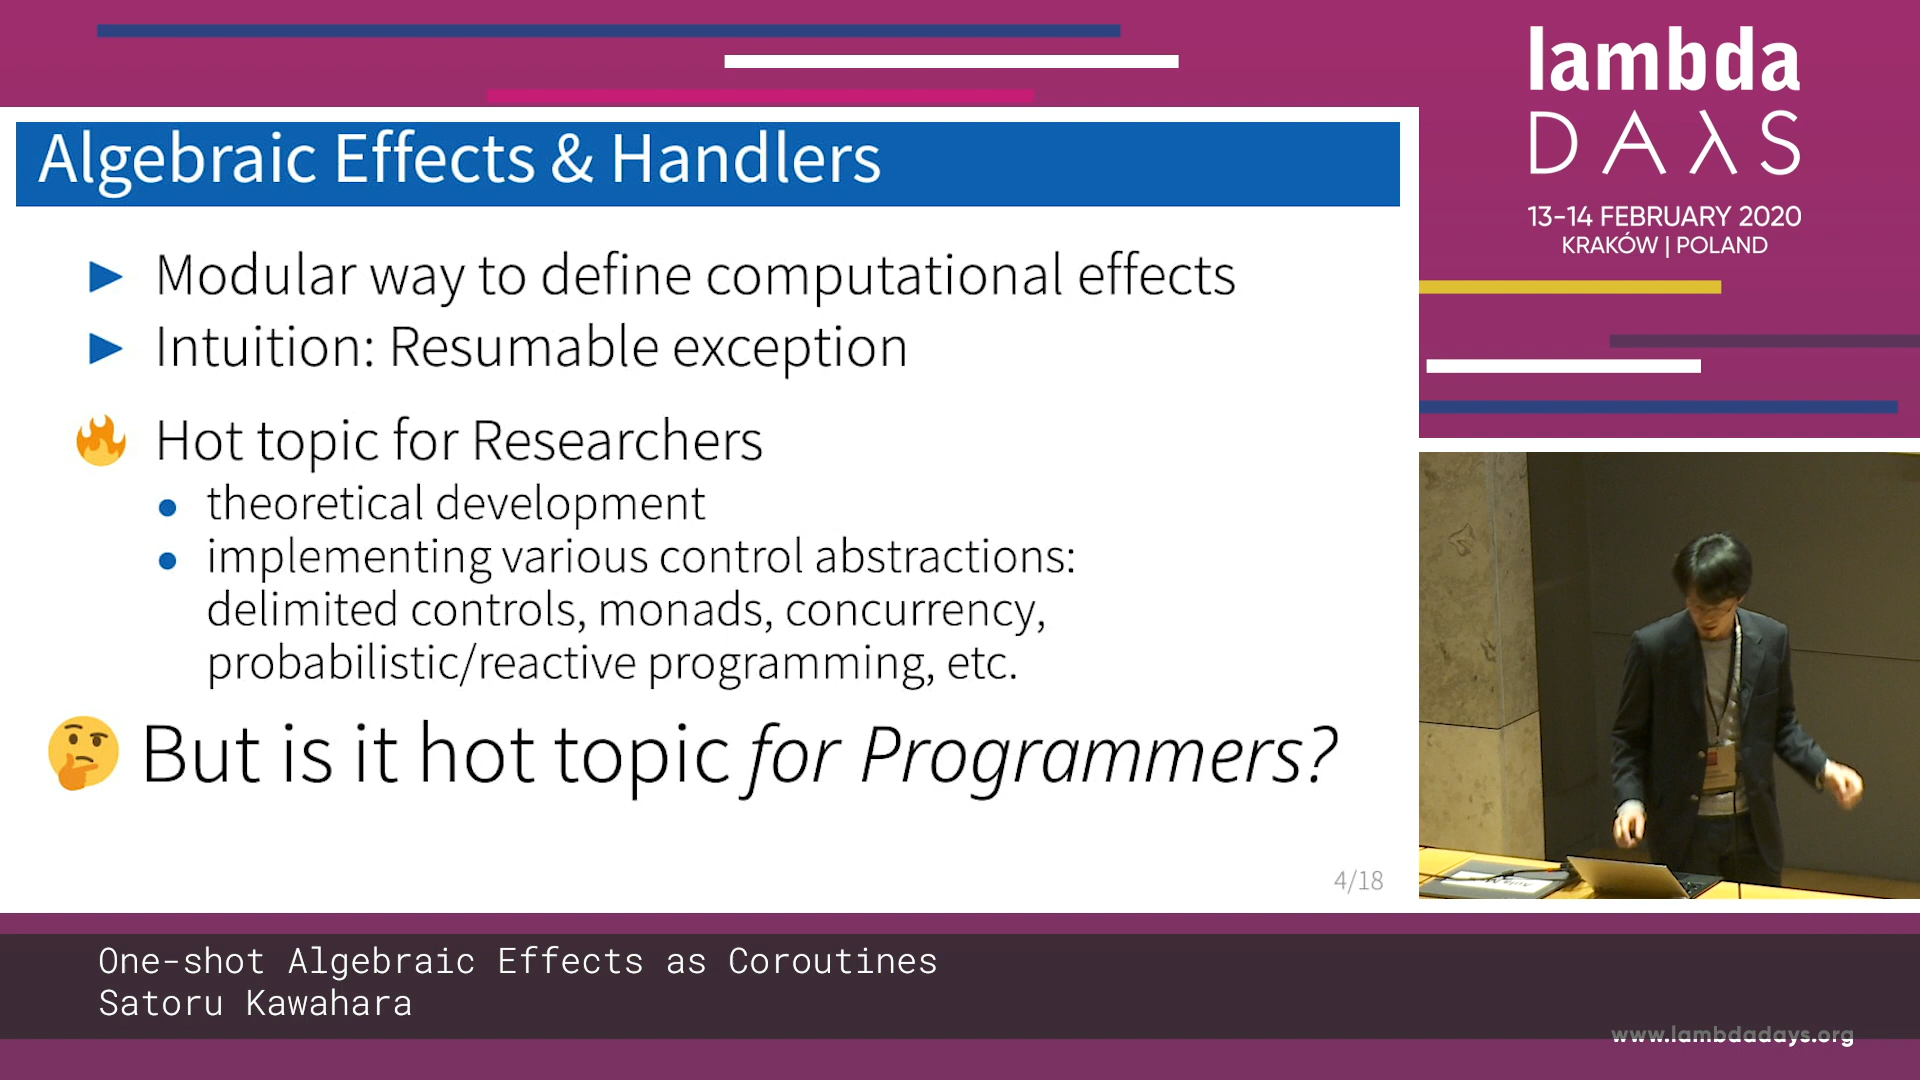 lambda
DAλS
13-14 FEBRUARY 2020
KRAKÓW | POLAND
Algebraic Effects & Handlers
Modular way to define computational effects
Intuition: Resumable exception
Hot topic for Researchers
theoretical development
implementing various control abstractions:
delimited controls, monads, concurrency,
probabilistic/reactive programming, etc.
But is it hot topic for Programmers?
4/18
One-shot Algebraic Effects as Coroutines
Satoru Kawahara
www.lambdadays.org